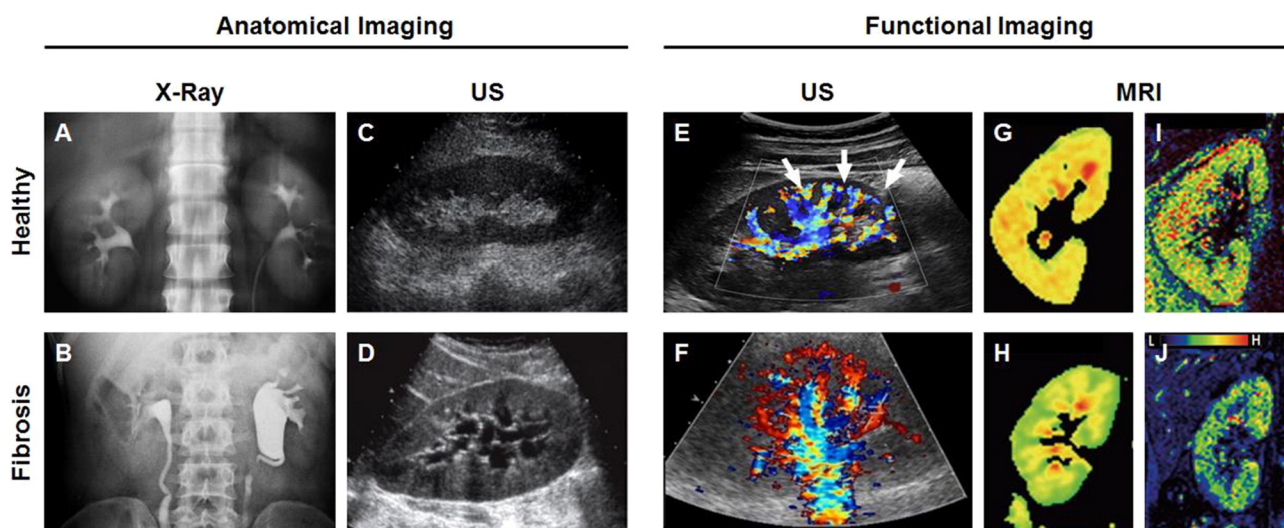 Anatomical Imaging
Functional Imaging
X-Ray
US
US
MRI
Healthy
A
C
E
G
I
Fibrosis
B
D
F
H
L H
J